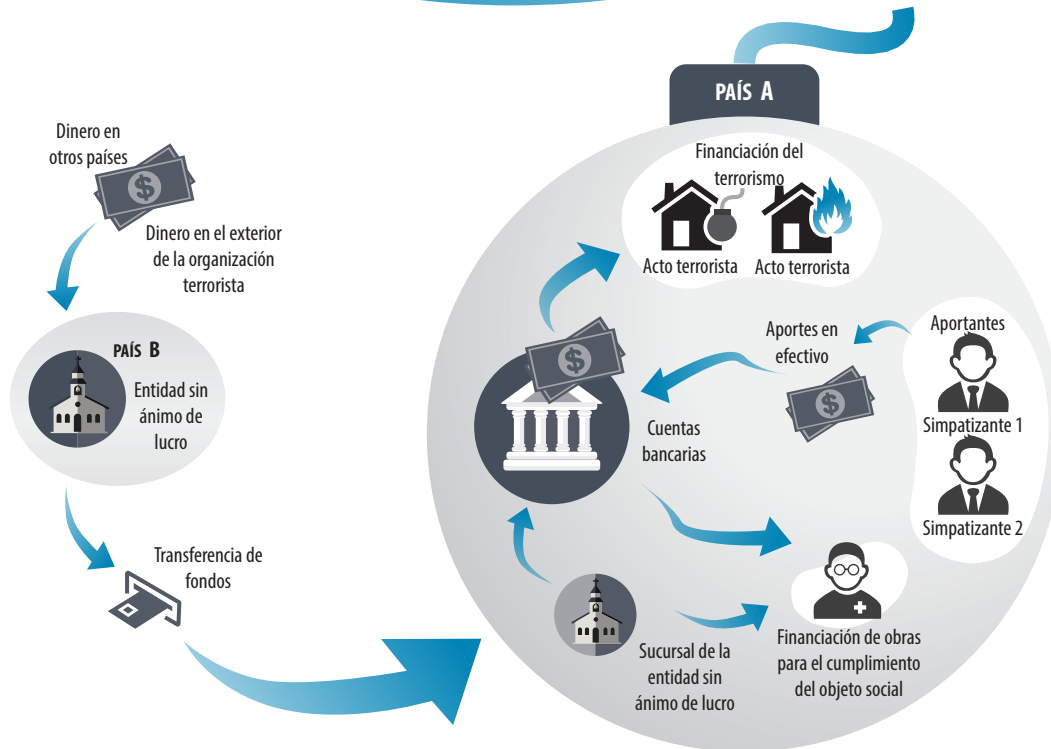 PAÍS A
Dinero en
otros países
Dinero en el exterior
de la organización
terrorista
PAÍS B
Entidad sin
ánimo de
lucro
Transferencia de
fondos
Financiación del
terrorismo
Acto terrorista
Acto terrorista
Aportes en
efectivo
Aportantes
Simpatizante 1
Simpatizante 2
Cuentas
bancarias
Sucursal de la
entidad sin
ánimo de lucro
Financiación de obras
para el cumplimiento
del objeto social